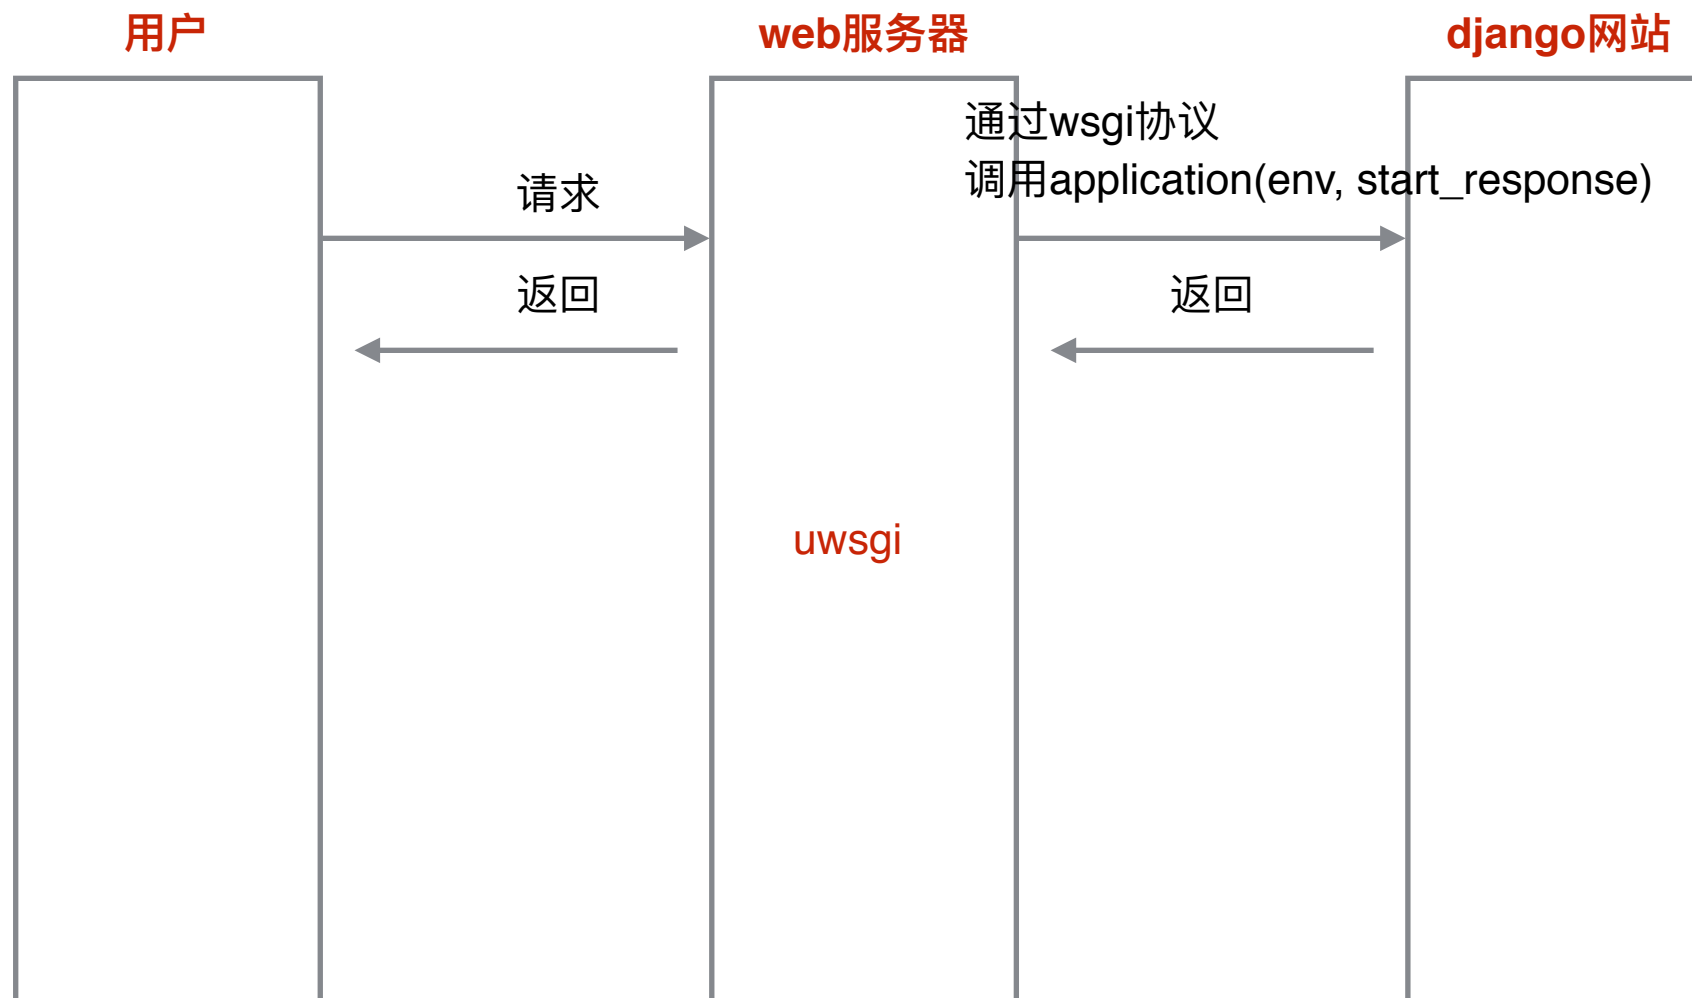 用户
web服务器
django网站
通过wsgi协议
调用application(env, start_response)
请求
返回
返回
uwsgi